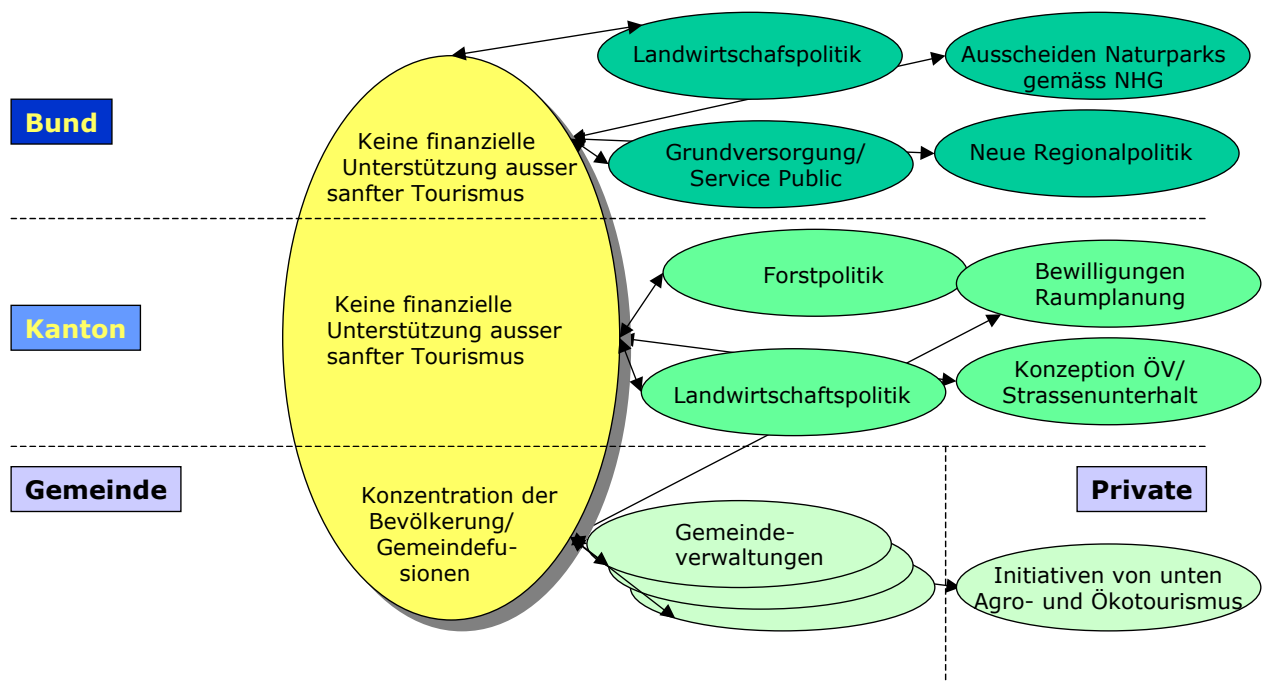 Bund
Keine finanzielle
Unterstützung ausser
sanfter Tourismus
Landwirtschafspolitik
Ausscheiden Naturparks
gemäss NHG
Grundversorgung/
Service Public
Neue Regionalpolitik
Kanton
Keine finanzielle
Unterstützung ausser
sanfter Tourismus
Forstpolitik
Bewilligungen
Raumplanung
Landwirtschaftspolitik
Konzeption ÖV/
Strassenunterhalt
Gemeinde
Konzentration der
Bevölkerung/
Gemeindefu-
sionen
Gemeinde-
verwaltungen
Private
Initiativen von unten
Agro- und Ökotourismus